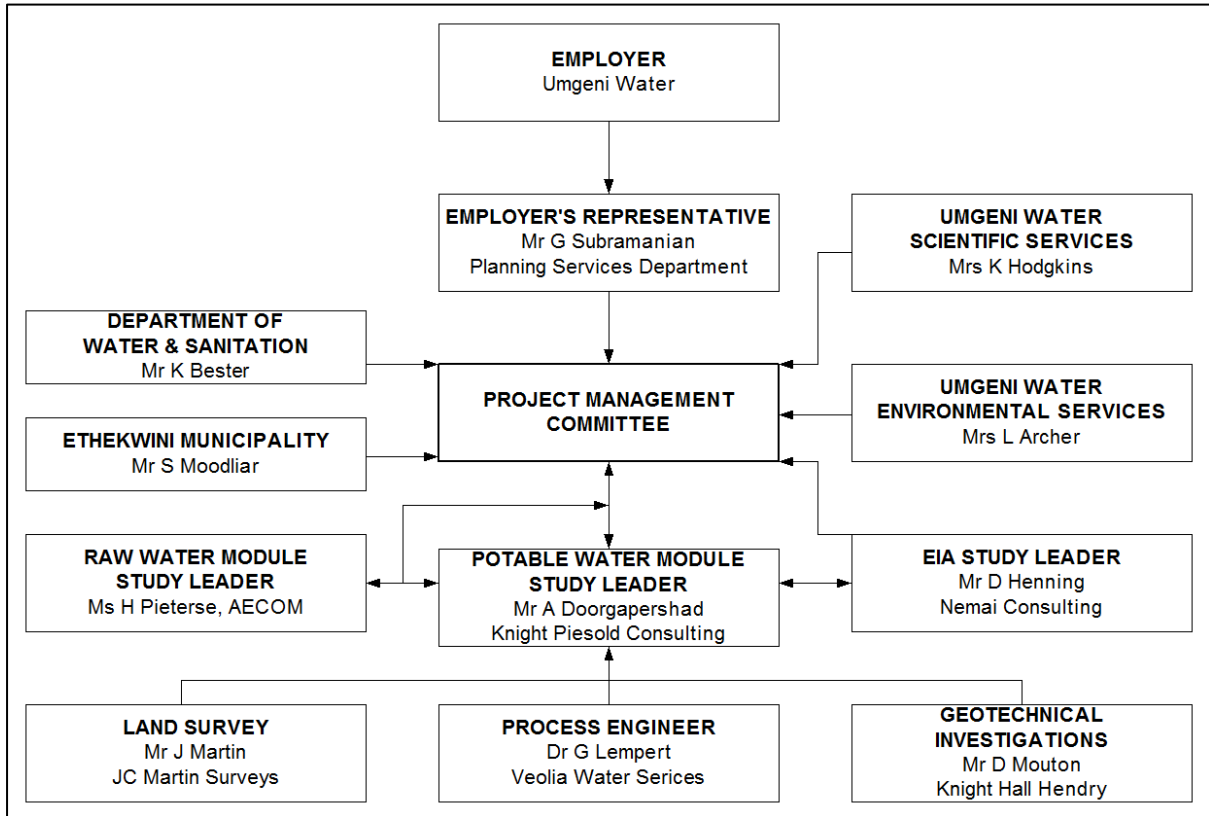 EMPLOYER
Umgeni Water
EMPLOYER'S REPRESENTATIVE
Mr G Subramanian
Planning Services Department
UMGENI WATER
SCIENTIFIC SERVICES
Mrs K Hodgkins
DEPARTMENT OF
WATER & SANITATION
Mr K Bester
PROJECT MANAGEMENT
COMMITTEE
UMGENI WATER
ENVIRONMENTAL SERVICES
Mrs L Archer
ETHEKWINI MUNICIPALITY
Mr S Moodliar
RAW WATER MODULE
STUDY LEADER
Ms H Pieterse, AECOM
POTABLE WATER MODULE
STUDY LEADER
Mr A Doorgapershad
Knight Piesold Consulting
EIA STUDY LEADER
Mr D Henning
Nemai Consulting
LAND SURVEY
Mr J Martin
JC Martin Surveys
PROCESS ENGINEER
Dr G Lempert
Veolia Water Serices
GEOTECHNICAL
INVESTIGATIONS
Mr D Mouton
Knight Hall Hendry